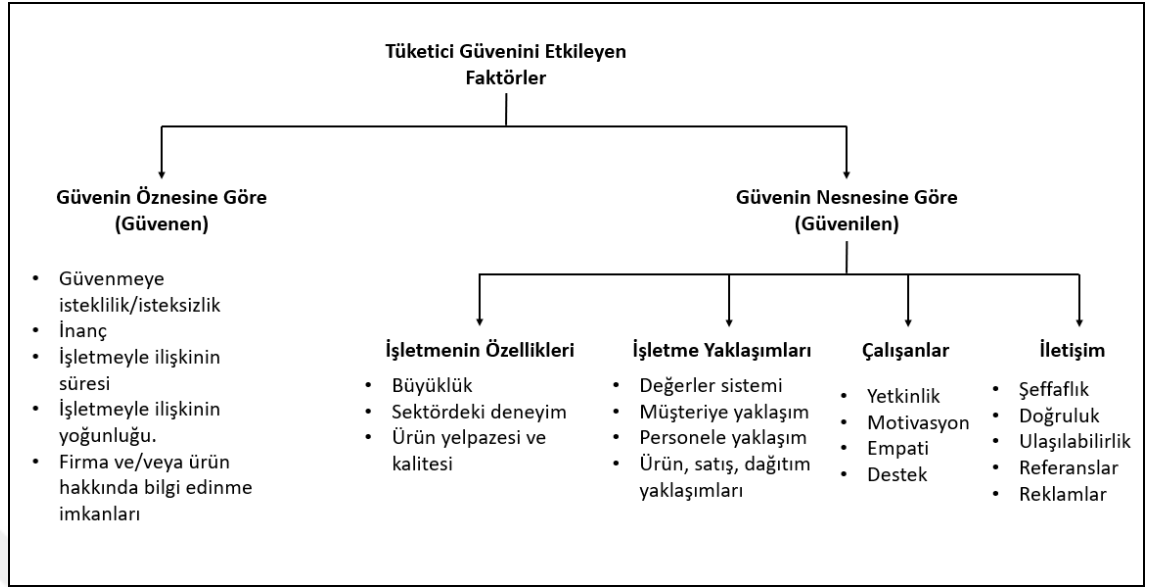 Tüketici Güvenini Etkileyen
Faktörler
Güvenin Öznesine Göre
(Güvenen)
• Güvenmeye
isteklilik/isteksizlik
• İnanç
• İşletmeyle ilişkinin
süresi
• İşletmeyle ilişkinin
yoğunluğu.
• Firma ve/veya ürün
hakkında bilgi edinme
imkanları
Güvenin Nesnesine Göre
(Güvenilen)
İşletmenin Özellikleri
• Büyüklük
• Sektördeki deneyim
• Ürün yelpazesi ve
kalitesi
İşletme Yaklaşımları
• Değerler sistemi
• Müşteriye yaklaşım
• Personele yaklaşım
• Ürün, satış, dağıtım
yaklaşımları
Çalışanlar
• Yetkinlik
• Motivasyon
• Empati
• Destek
İletişim
• Şeffaflık
• Doğruluk
• Ulaşılabilirlik
• Referanslar
• Reklamlar